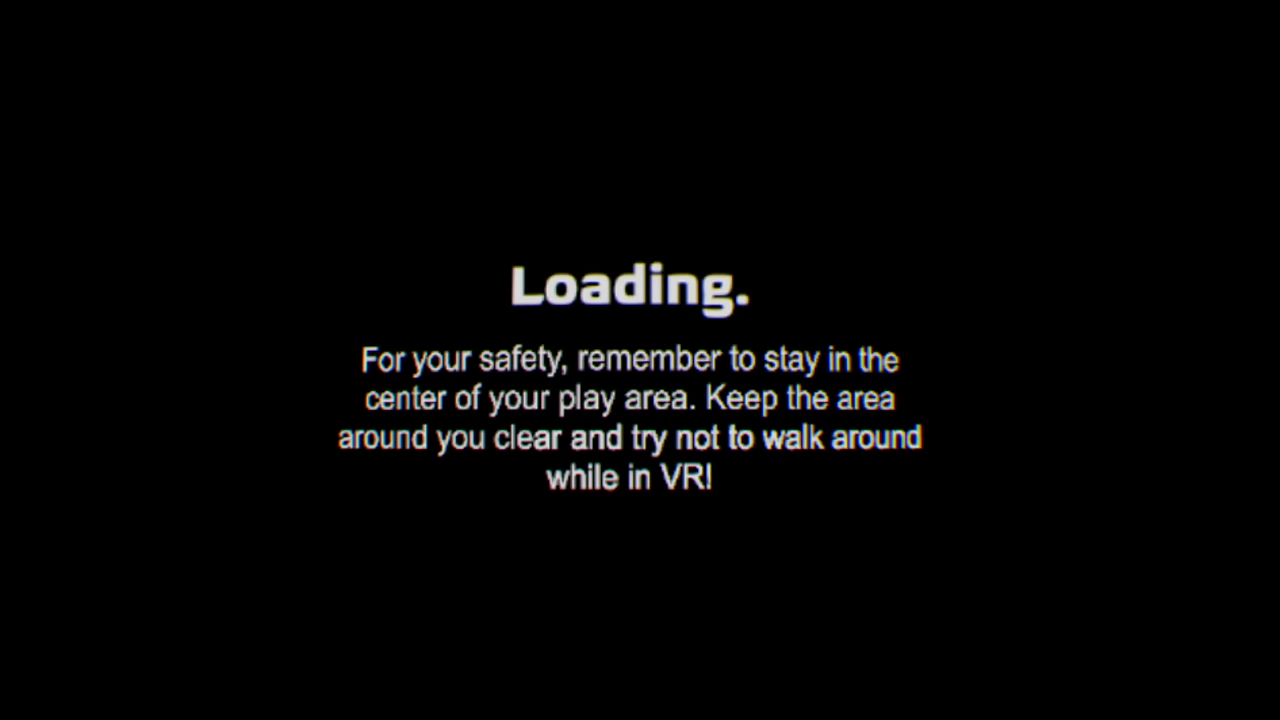 Loading.
For your safety, remember to stay in the
center of your play area. Keep the area
around you clear and try not to walk around
while in VR!